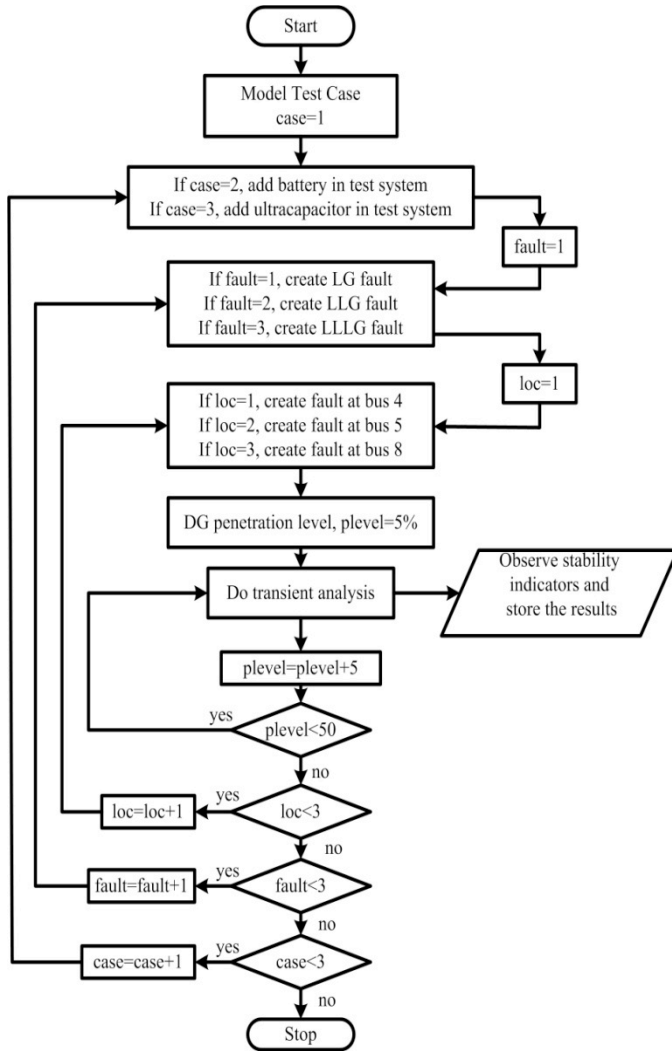 Start
Model Test Case
case=1
If case=2, add battery in test system
If case=3, add ultracapacitor in test system
fault=1
If fault=1, create LG fault
If fault=2, create LLG fault
If fault=3, create LLLG fault
loc=1
If loc=1, create fault at bus 4
If loc=2, create fault at bus 5
If loc=3, create fault at bus 8
DG penetration level, plevel=5%
Do transient analysis
Observe stability
indicators and
store the results
plevel=plevel+5
yes
plevel<50
no
loc=loc+1
yes
loc<3
no
fault=fault+1
yes
fault<3
no
case=case+1
yes
case<3
no
Stop